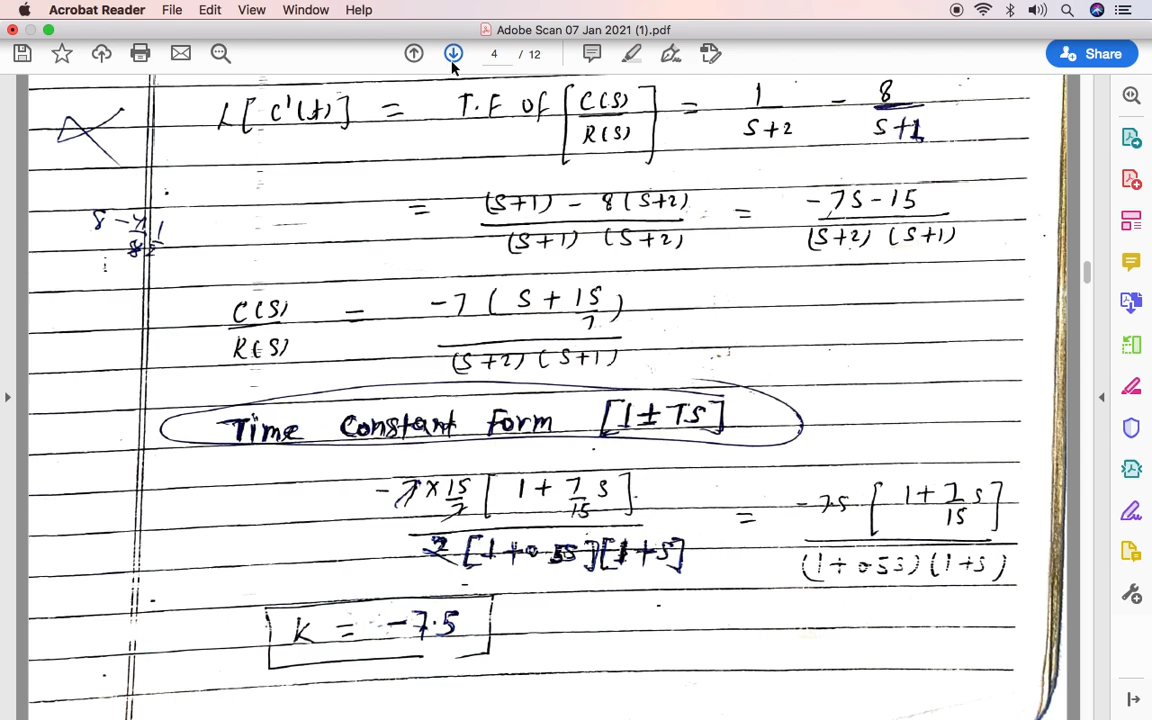 Acrobat Reader File Edit View Window Help
Adobe Scan 07 Jan 2021 (1).pdf
4 / 12
Share
L[C'(t)] = T.F OF [C(S)/R(S)] = 1/(S+2) - 8/(S+1)
= ((S+1) - 8(S+2))/((S+1) (S+2)) = (-7S-15)/((S+2) (S+1))
C(S)/R(S) = -7(S+15/7)/((S+2)(S+1))
Time Constant Form [1±TS]
-7×15/7 [1+7/15 S]/2[1+0.5S][1+S] = -7.5[1+7/15 S]/(1+0.5S)(1+S)
K = -7.5